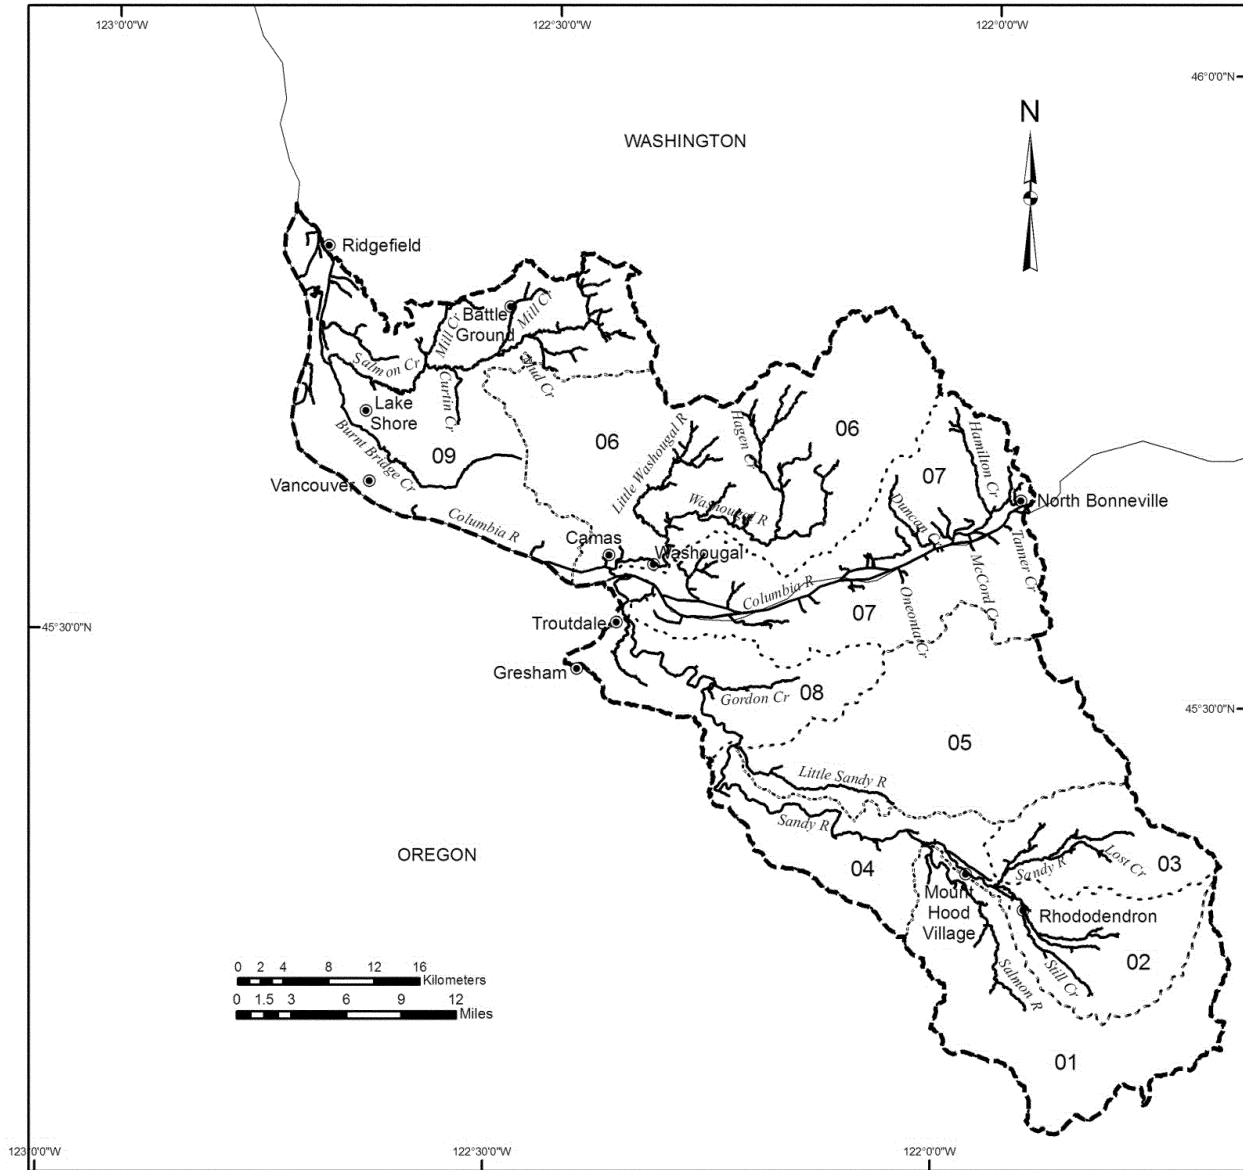 123°0'0"W
122°30'0"W
122°0'0"W
46°0'0"N
N
WASHINGTON
Ridgefield
Battle
Ground
Mill Cr
Mill Cr
Salmon Cr
Mud Cr
Curtin Cr
Lake
Shore
Burnt Bridge Cr
09
06
Little Washougal R
Hagen Cr
06
07
Hamilton Cr
Vancouver
Columbia R
Washougal R
Duncan Cr
North Bonneville
Camas
Washougal
Tanner Cr
McCord Cr
Columbia R
Oneonta Cr
07
Troutdale
45°30'0"N
Gresham
Gordon Cr
08
45°30'0"N
05
Little Sandy R
Sandy R
OREGON
04
Sandy R
Lost Cr
03
Mount
Hood
Village
Rhododendron
02
Still Cr
Salmon R
01
0 2 4 8 12 16
Kilometers
0 1.5 3 6 9 12
Miles
123°0'0"W
122°30'0"W
122°0'0"W